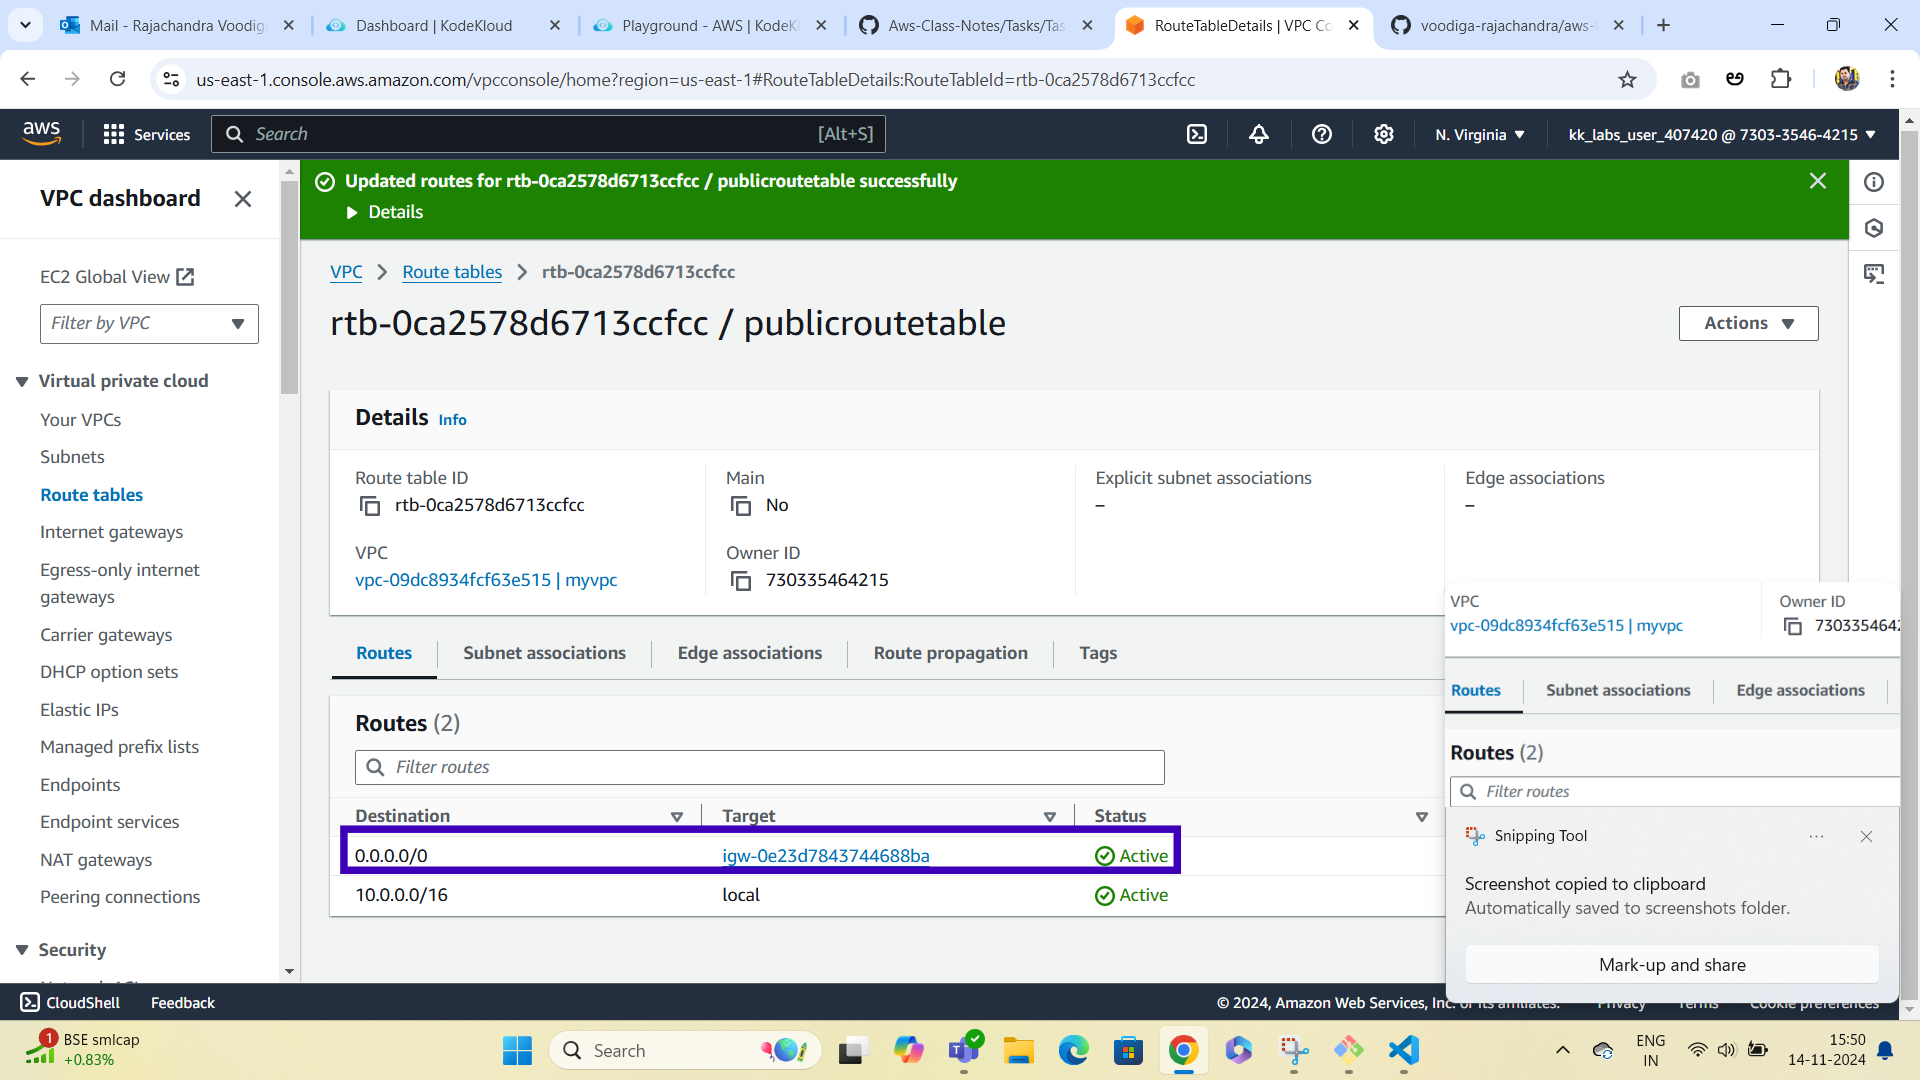 Mail - Rajachandra Voodiga
Dashboard | KodeKloud
Playground - AWS | KodeKl
Aws-Class-Notes/Tasks/Tas
RouteTableDetails | VPC Co
voodiga-rajachandra/aws-
us-east-1.console.aws.amazon.com/vpcconsole/home?region=us-east-1#RouteTableDetails:RouteTableId=rtb-0ca2578d6713ccfcc
aws
Services
Search
[Alt+S]
N. Virginia
kk_labs_user_407420 @ 7303-3546-4215
VPC dashboard
EC2 Global View
Filter by VPC
Virtual private cloud
Your VPCs
Subnets
Route tables
Internet gateways
Egress-only internet
gateways
Carrier gateways
DHCP option sets
Elastic IPs
Managed prefix lists
Endpoints
Endpoint services
NAT gateways
Peering connections
Security
Updated routes for rtb-0ca2578d6713ccfcc / publicroutetable successfully
Details
VPC
Route tables
rtb-0ca2578d6713ccfcc
rtb-0ca2578d6713ccfcc / publicroutetable
Actions
Details Info
Route table ID
rtb-0ca2578d6713ccfcc
Main
No
Explicit subnet associations
–
Edge associations
–
VPC
vpc-09dc8934fcf63e515 | myvpc
Owner ID
730335464215
Routes
Subnet associations
Edge associations
Route propagation
Tags
Routes (2)
Filter routes
Destination
Target
Status
0.0.0.0/0
igw-0e23d7843744688ba
Active
10.0.0.0/16
local
Active
VPC
Owner ID
vpc-09dc8934fcf63e515 | myvpc
730335464
Routes
Subnet associations
Edge associations
Routes (2)
Filter routes
Snipping Tool
Screenshot copied to clipboard
Automatically saved to screenshots folder.
Mark-up and share
CloudShell
Feedback
© 2024, Amazon Web Services, Inc. or its affiliates.
Privacy
Terms
Cookie preferences
1
BSE smlcap
+0.83%
Search
ENG
IN
15:50
14-11-2024